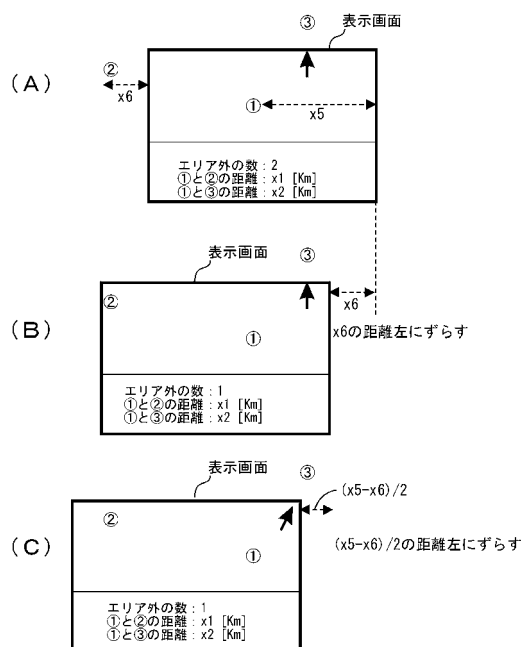 ③
表示画面
(A)
②
x6
①
x5
エリア外の数：2
①と②の距離：x1 [Km]
①と③の距離：x2 [Km]
表示画面
③
(B)
②
x6
①
x6の距離左にずらす
エリア外の数：1
①と②の距離：x1 [Km]
①と③の距離：x2 [Km]
表示画面
③
(x5-x6)/2
(C)
②
①
(x5-x6)/2の距離左にずらす
エリア外の数：1
①と②の距離：x1 [Km]
①と③の距離：x2 [Km]